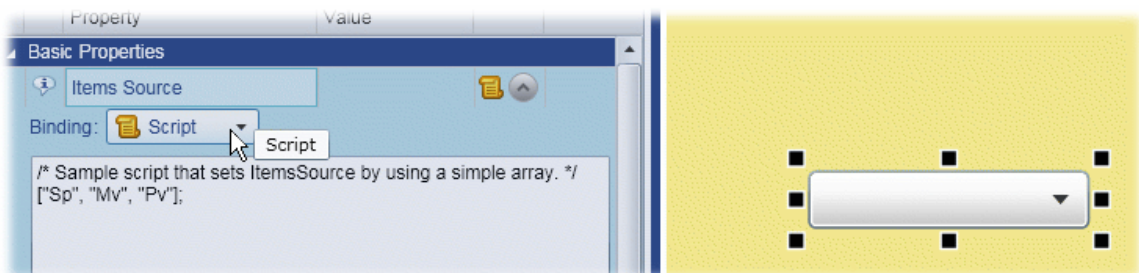 Property Value
Basic Properties
Items Source
Binding: Script
Script
/* Sample script that sets ItemsSource by using a simple array. */
["Sp", "Mv", "Pv"];